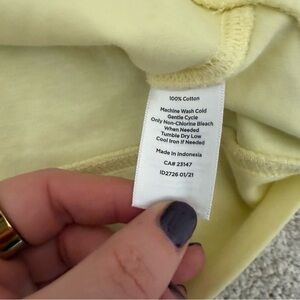 100% Cotton
Machine Wash Cold
Gentle Cycle
Only Non-Chlorine Bleach
When Needed
Tumble Dry Low
Cool Iron If Needed
Made in Indonesia
CA# 23147
ID2726 01/21